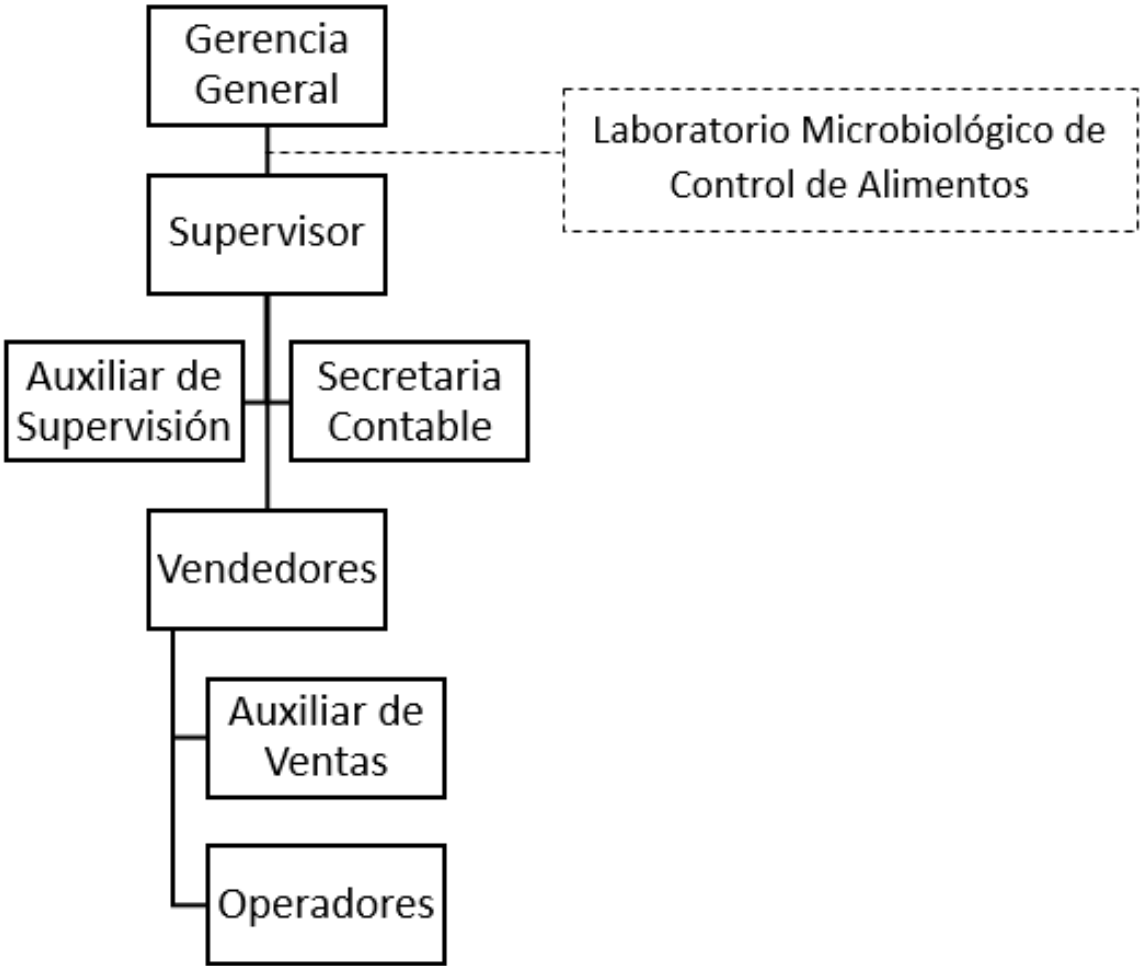 Gerencia
General
Laboratorio Microbiológico de
Control de Alimentos
Supervisor
Auxiliar de
Supervisión
Secretaria
Contable
Vendedores
Auxiliar de
Ventas
Operadores